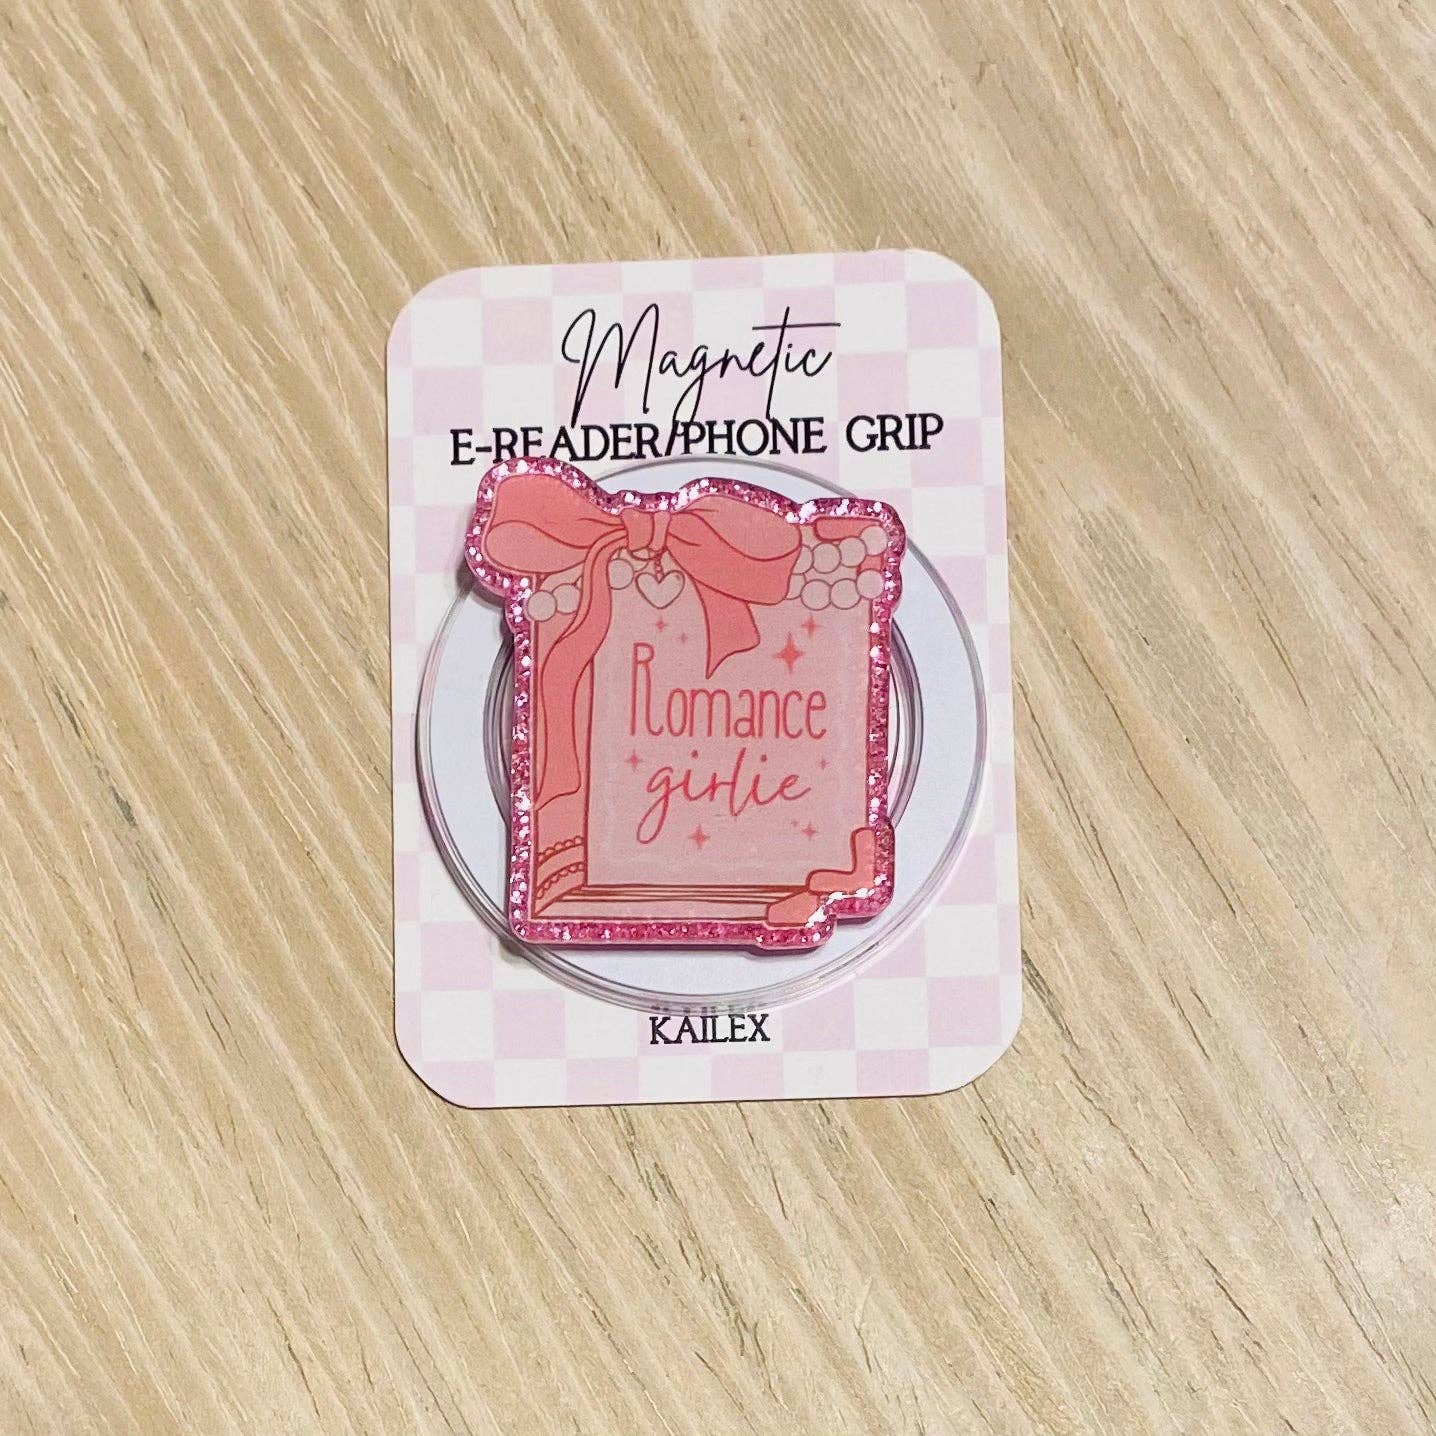 Magnetic
E-READER/PHONE GRIP
Romance
girlie
KAILEX